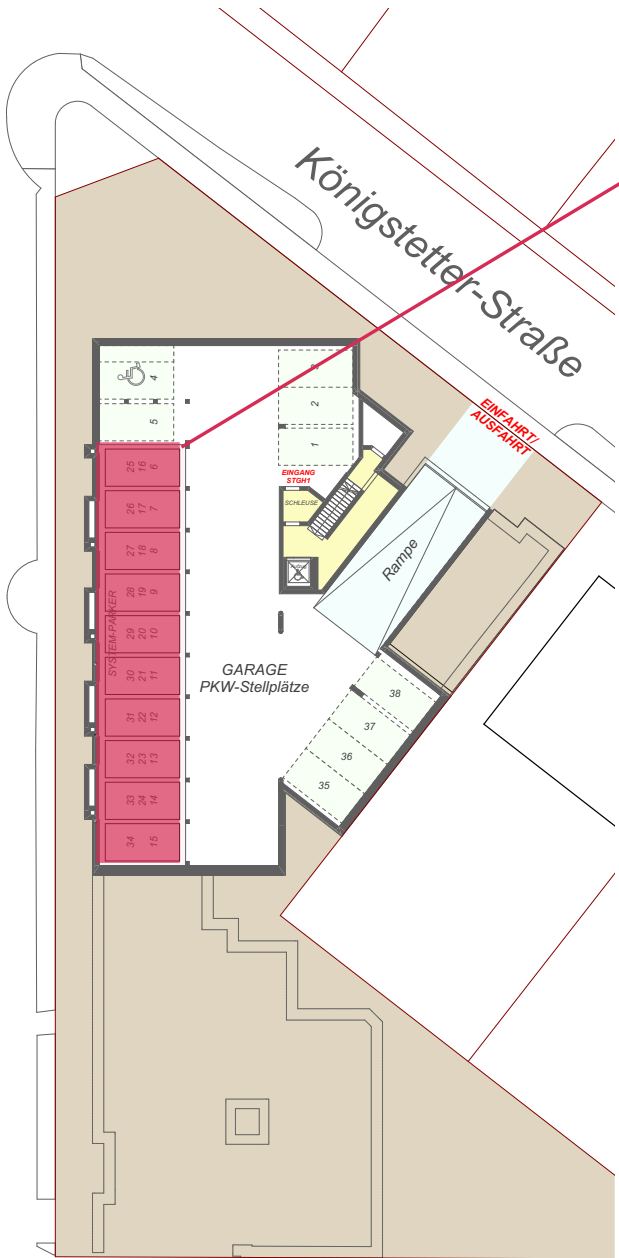 Königstetter-Straße
EINFAHRT/
AUSFAHRT
3
2
1
4
5
EINGANG
STGH1
SCHLEUSE
Rampe
SYSTEM-PARKER
25 16 6
26 17 7
27 18 8
28 19 9
29 20 10
30 21 11
31 22 12
32 23 13
33 24 14
34 15
GARAGE
PKW-Stellplätze
38
37
36
35